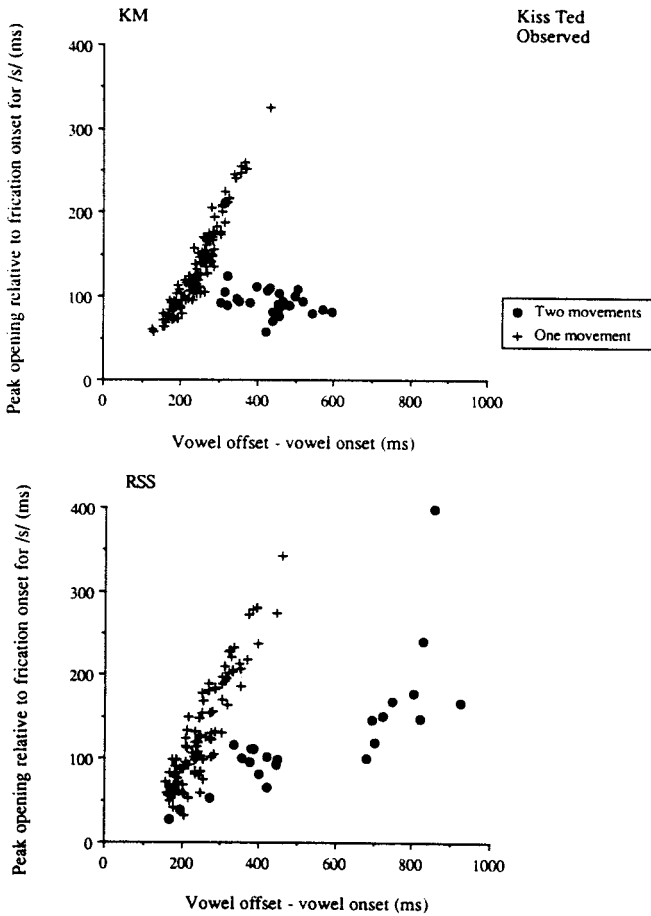 KM
Kiss Ted
Observed
Peak opening relative to frication onset for /s/ (ms)
400
300
200
100
0
0 200 400 600 800 1000
Vowel offset - vowel onset (ms)
Two movements
One movement
RSS
Peak opening relative to frication onset for /s/ (ms)
400
300
200
100
0
0 200 400 600 800 1000
Vowel offset - vowel onset (ms)